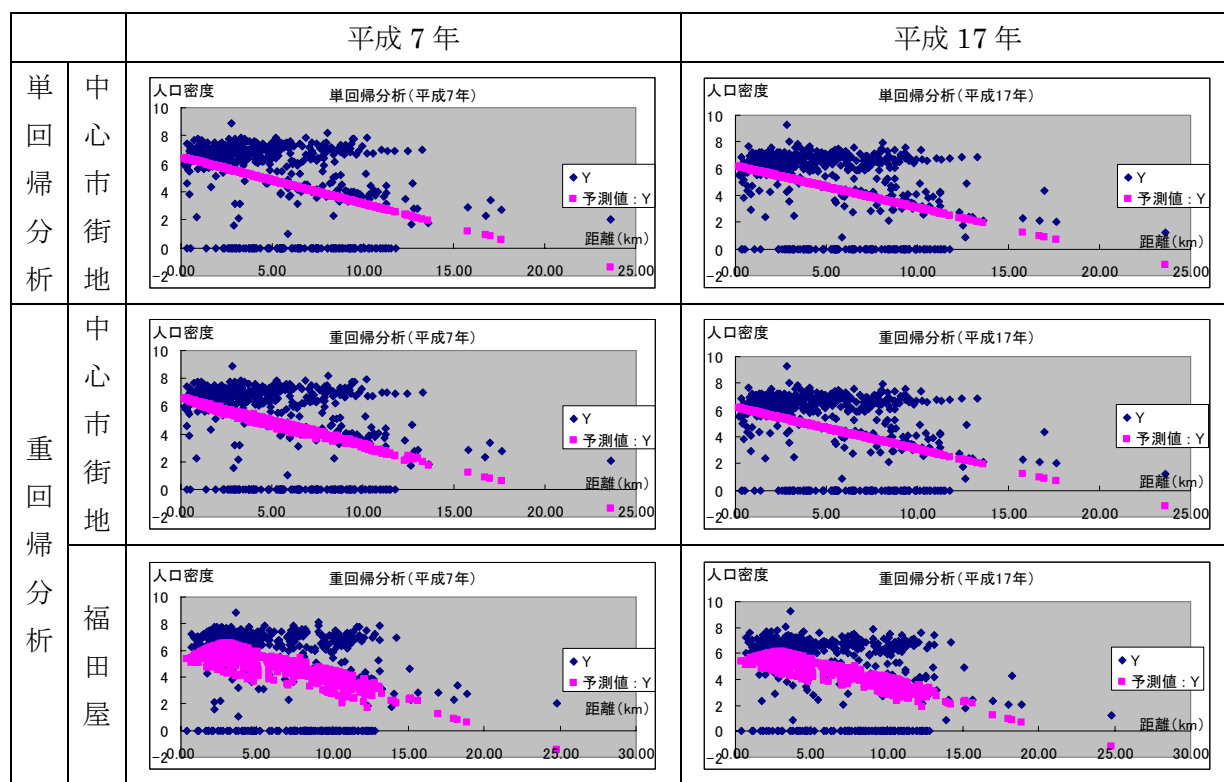 平成 7 年
平成 17 年
単回帰分析
中心市街地
人口密度
単回帰分析(平成7年)
10
8
6
4
2
0
-2
0.00
5.00
10.00
15.00
20.00
25.00
距離(km)
Y
予測値:Y
人口密度
単回帰分析(平成17年)
10
8
6
4
2
0
-2
0.00
5.00
10.00
15.00
20.00
25.00
距離(km)
Y
予測値:Y
重回帰分析
中心市街地
人口密度
重回帰分析(平成7年)
10
8
6
4
2
0
-2
0.00
5.00
10.00
15.00
20.00
25.00
距離(km)
Y
予測値:Y
人口密度
重回帰分析(平成17年)
10
8
6
4
2
0
-2
0.00
5.00
10.00
15.00
20.00
25.00
距離(km)
Y
予測値:Y
福田屋
人口密度
重回帰分析(平成7年)
10
8
6
4
2
0
-2
0.00
5.00
10.00
15.00
20.00
25.00
30.00
距離(km)
Y
予測値:Y
人口密度
重回帰分析(平成17年)
10
8
6
4
2
0
-2
0.00
5.00
10.00
15.00
20.00
25.00
30.00
距離(km)
Y
予測値:Y